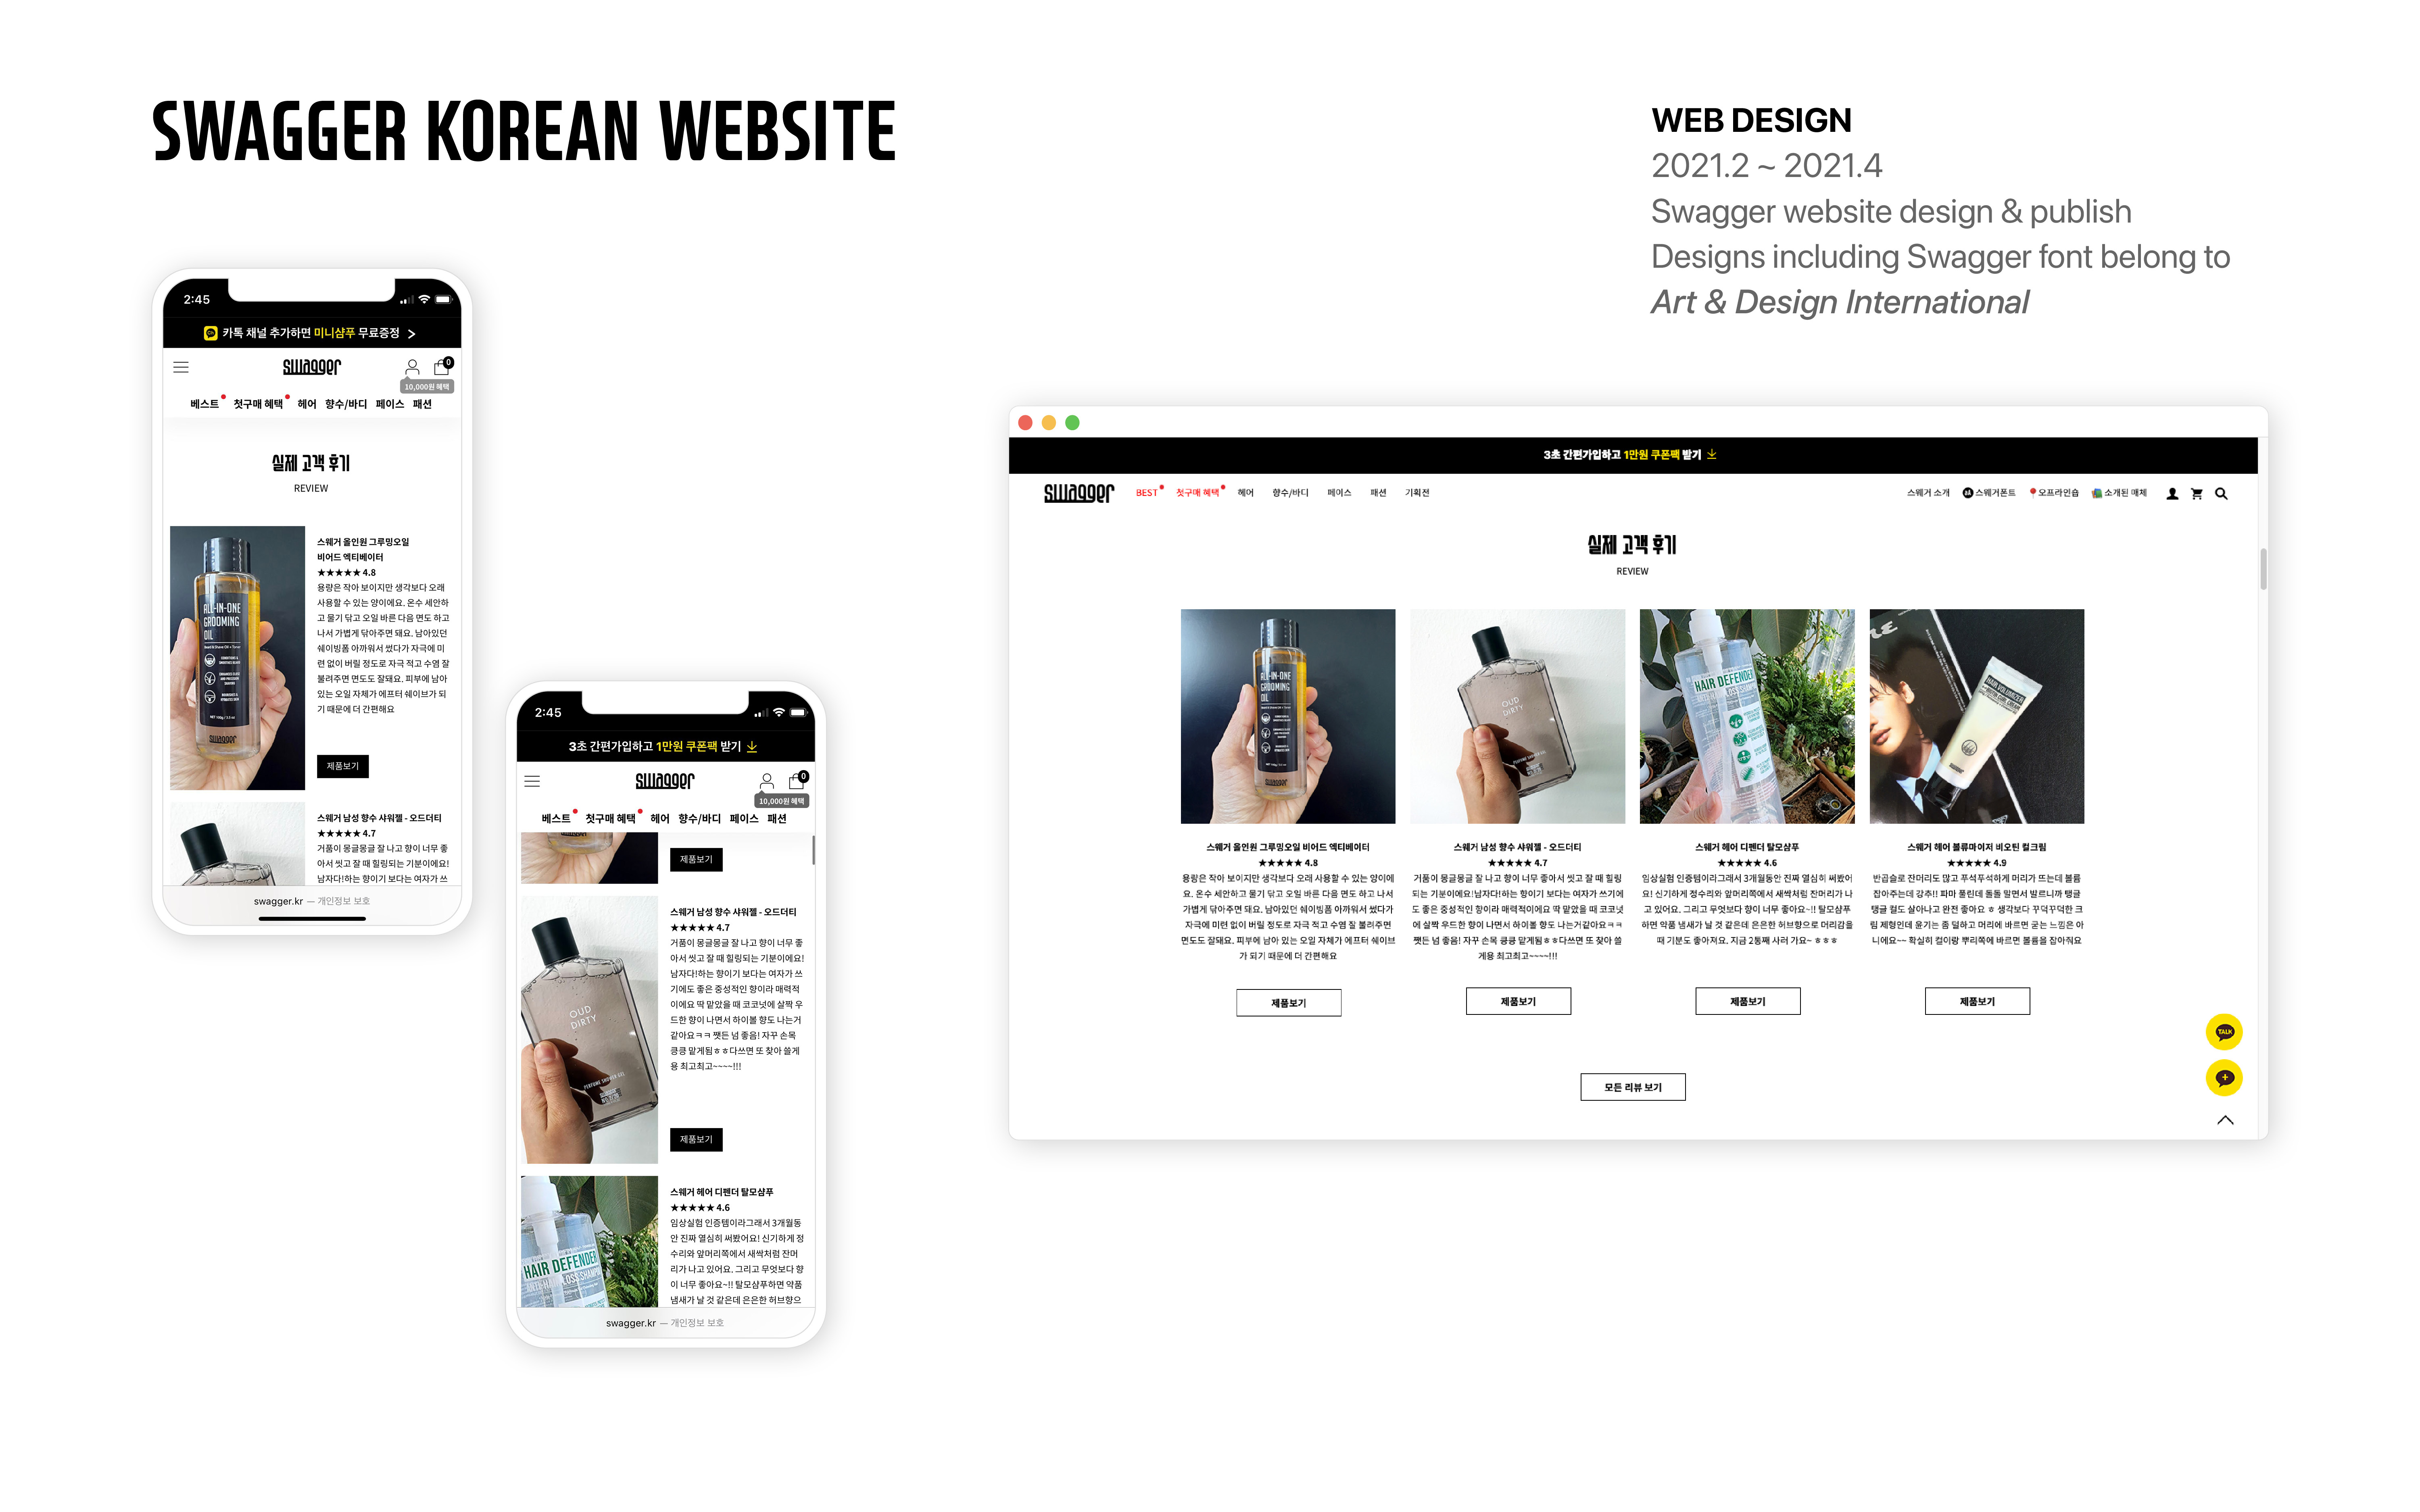 SWAGGER KOREAN WEBSITE
WEB DESIGN
2021.2 ~ 2021.4
Swagger website design & publish
Designs including Swagger font belong to
Art & Design International
2:45
카톡 채널 추가하면 미니샴푸 무료증정 >
swagger
0
10,000원 혜택
베스트 첫구매 혜택 헤어 향수/바디 페이스 패션
실제 고객 후기
REVIEW
ALL-IN-ONE
GROOMING
OIL
swagger
스웨거 올인원 그루밍오일
비어드 엑티베이터
★★★★★ 4.8
용량은 작아 보이지만 생각보다 오래
사용할 수 있는 양이에요. 온수 세안하
고 물기 닦고 오일 바른 다음 면도 하고
나서 가볍게 닦아주면 돼요. 남아있던
쉐이빙폼 아까워서 썼다가 자극에 미
련 없이 버릴 정도로 자극 적고 수염 잘
불려주면 면도도 잘돼요. 피부에 남아
있는 오일 자체가 에프터 쉐이브가 되
기 때문에 더 간편해요
제품보기
스웨거 남성 향수 샤워젤 - 오드더티
★★★★★ 4.7
거품이 몽글몽글 잘 나고 향이 너무 좋
아서 씻고 잘 때 힐링되는 기분이에요!
남자다!하는 향이기 보다는 여자가 쓰
swagger.kr — 개인정보 보호
2:45
3초 간편가입하고 1만원 쿠폰팩 받기
swagger
0
10,000원 혜택
베스트 첫구매 혜택 헤어 향수/바디 페이스 패션
제품보기
OUD
DIRTY
PERFUME SHOWER GEL
스웨거 남성 향수 샤워젤 - 오드더티
★★★★★ 4.7
거품이 몽글몽글 잘 나고 향이 너무 좋
아서 씻고 잘 때 힐링되는 기분이에요!
남자다!하는 향이기 보다는 여자가 쓰
기에도 좋은 중성적인 향이라 매력적
이에요 딱 맡았을 때 코코넛에 살짝 우
드한 향이 나면서 하이볼 향도 나는거
같아요ㅋㅋ 쨋든 넘 좋음! 자꾸 손목
킁킁 맡게됨ㅎㅎ다쓰면 또 찾아 쓸게
용 최고최고~~~~!!!
제품보기
HAIR DEFENDER
스웨거 헤어 디펜더 탈모샴푸
★★★★★ 4.6
임상실험 인증템이라그래서 3개월동
안 진짜 열심히 써봤어요! 신기하게 정
수리와 앞머리쪽에서 새싹처럼 잔머
리가 나고 있어요. 그리고 무엇보다 향
이 너무 좋아요~!! 탈모샴푸하면 약품
냄새가 날 것 같은데 은은한 허브향으
swagger.kr — 개인정보 보호
3초 간편가입하고 1만원 쿠폰팩 받기
swagger BEST 첫구매 혜택 헤어 향수/바디 페이스 패션 기획전 스웨거 소개 스웨거폰트 오프라인숍 소개된 매체
실제 고객 후기
REVIEW
ALL-IN-ONE
GROOMING
OIL
swagger
OUD
DIRTY
HAIR DEFENDER
HAIR VOLUMIZER
스웨거 올인원 그루밍오일 비어드 엑티베이터
★★★★★ 4.8
용량은 작아 보이지만 생각보다 오래 사용할 수 있는 양이에
요. 온수 세안하고 물기 닦고 오일 바른 다음 면도 하고 나서
가볍게 닦아주면 돼요. 남아있던 쉐이빙폼 아까워서 썼다가
자극에 미련 없이 버릴 정도로 자극 적고 수염 잘 불려주면
면도도 잘돼요. 피부에 남아 있는 오일 자체가 에프터 쉐이브
가 되기 때문에 더 간편해요
제품보기
스웨거 남성 향수 샤워젤 - 오드더티
★★★★★ 4.7
거품이 몽글몽글 잘 나고 향이 너무 좋아서 씻고 잘 때 힐링
되는 기분이에요!남자다!하는 향이기 보다는 여자가 쓰기에
도 좋은 중성적인 향이라 매력적이에요 딱 맡았을 때 코코넛
에 살짝 우드한 향이 나면서 하이볼 향도 나는거같아요ㅋㅋ
쨋든 넘 좋음! 자꾸 손목 킁킁 맡게됨ㅎㅎ다쓰면 또 찾아 쓸
게용 최고최고~~~~!!!
제품보기
스웨거 헤어 디펜더 탈모샴푸
★★★★★ 4.6
임상실험 인증템이라그래서 3개월동안 진짜 열심히 써봤어
요! 신기하게 정수리와 앞머리쪽에서 새싹처럼 잔머리가 나
고 있어요. 그리고 무엇보다 향이 너무 좋아요~!! 탈모샴푸
하면 약품 냄새가 날 것 같은데 은은한 허브향으로 머리감을
때 기분도 좋아져요. 지금 2통째 사러 가요~ ㅎㅎㅎ
제품보기
스웨거 헤어 볼류마이저 비오틴 컬크림
★★★★★ 4.9
반곱슬로 잔머리도 많고 푸석푸석하게 머리가 뜨는데 볼륨
잡아주는데 강추!! 파마 풀린데 돌돌 말면서 발르니까 탱글
탱글 컬도 살아나고 완전 좋아요 ㅎ 생각보다 꾸덕꾸덕한 크
림 제형인데 윤기는 좀 덜하고 머리에 바르면 굳는 느낌은 아
니에요~~ 확실히 컬이랑 뿌리쪽에 바르면 볼륨을 잡아줘요
제품보기
모든 리뷰 보기
TALK